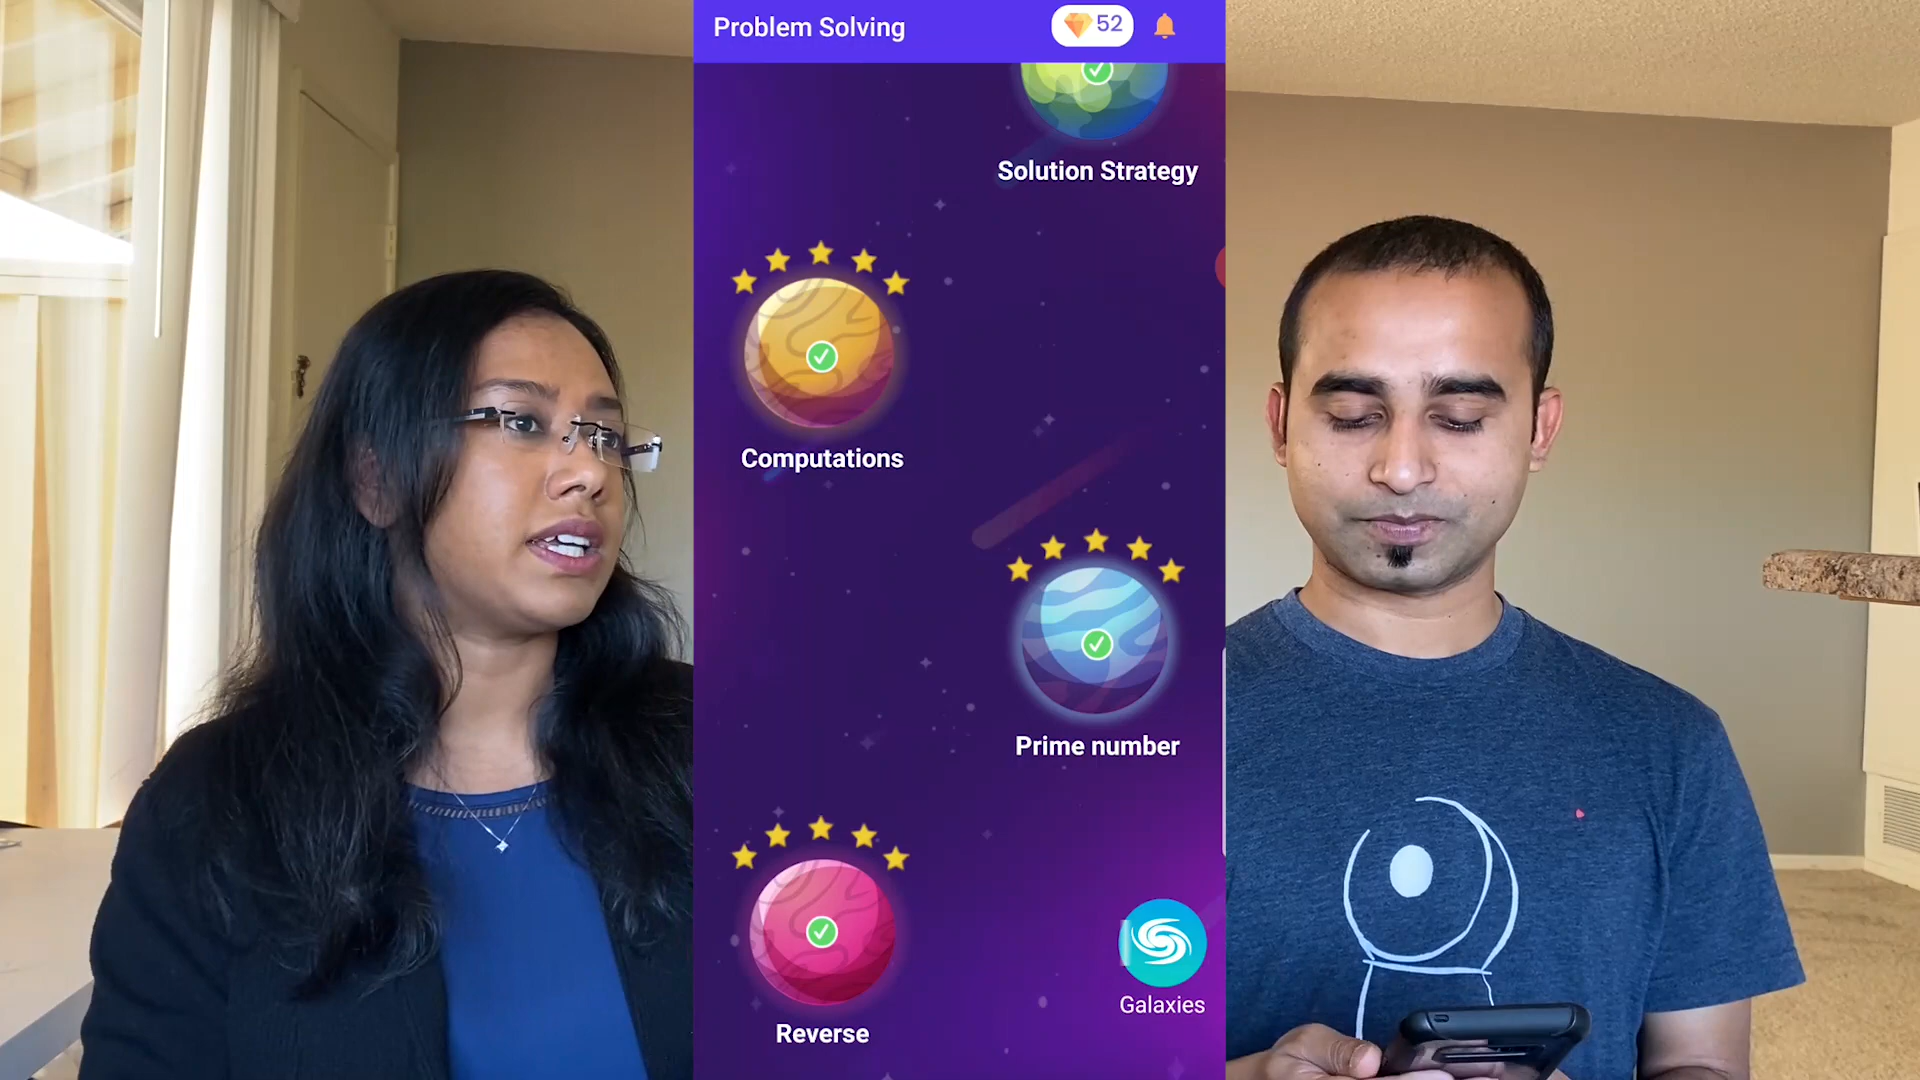 Problem Solving
52
Solution Strategy
Computations
Prime number
Reverse
Galaxies